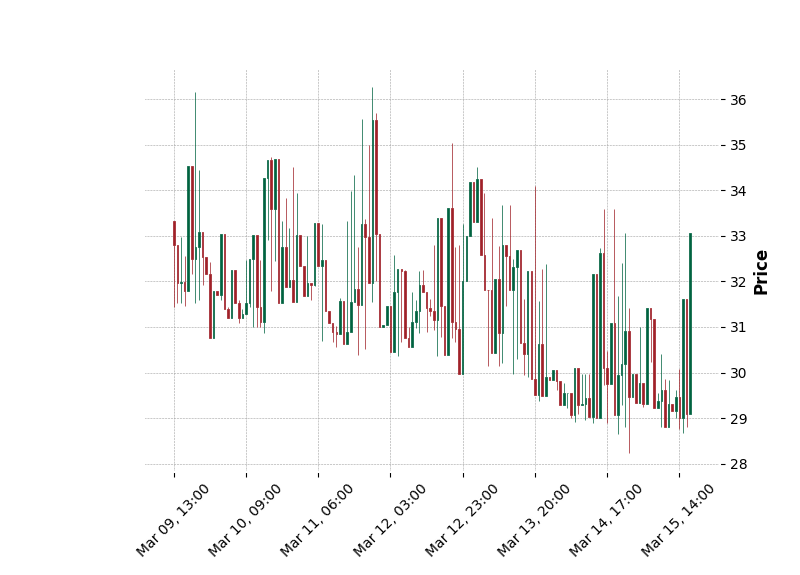 36
35
34
33
32
31
30
29
28
Price
Mar 09, 13:00
Mar 10, 09:00
Mar 11, 06:00
Mar 12, 03:00
Mar 12, 23:00
Mar 13, 20:00
Mar 14, 17:00
Mar 15, 14:00